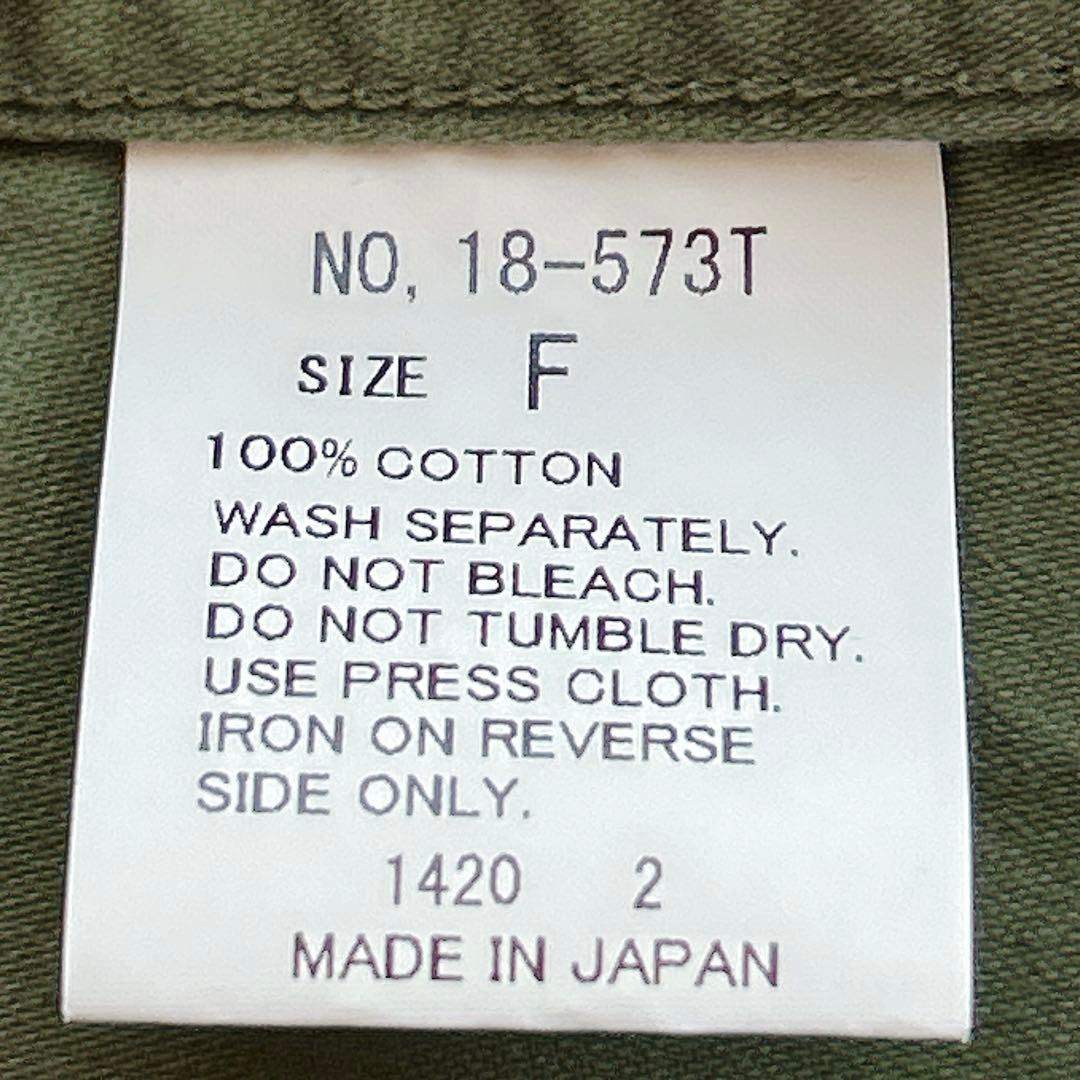 NO, 18-573T
SIZE F
100% COTTON
WASH SEPARATELY.
DO NOT BLEACH.
DO NOT TUMBLE DRY.
USE PRESS CLOTH.
IRON ON REVERSE
SIDE ONLY.
1420 2
MADE IN JAPAN